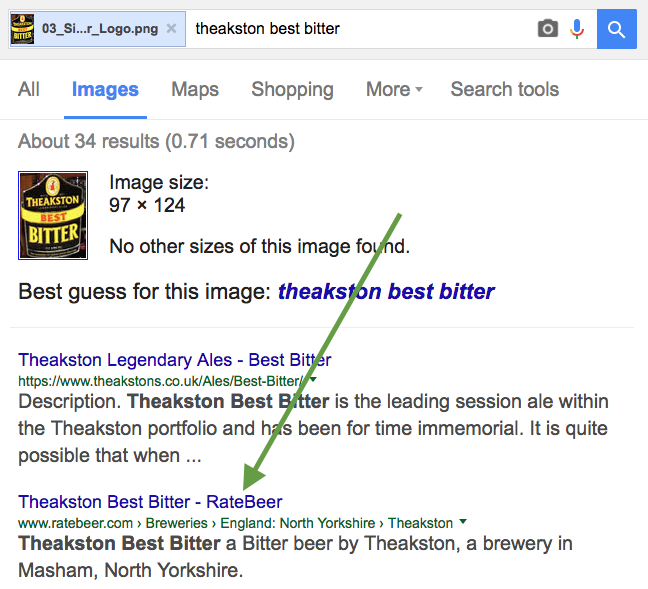 03_Si...r_Logo.png × theakston best bitter
All Images Maps Shopping More Search tools
About 34 results (0.71 seconds)
THEAKSTON
BEST
BITTER
Image size:
97 × 124
No other sizes of this image found.
Best guess for this image: theakston best bitter
Theakston Legendary Ales - Best Bitter
https://www.theakstons.co.uk/Ales/Best-Bitter/
Description. Theakston Best Bitter is the leading session ale within
the Theakston portfolio and has been for time immemorial. It is quite
possible that when ...
Theakston Best Bitter - RateBeer
www.ratebeer.com › Breweries › England: North Yorkshire › Theakston
Theakston Best Bitter a Bitter beer by Theakston, a brewery in
Masham, North Yorkshire.